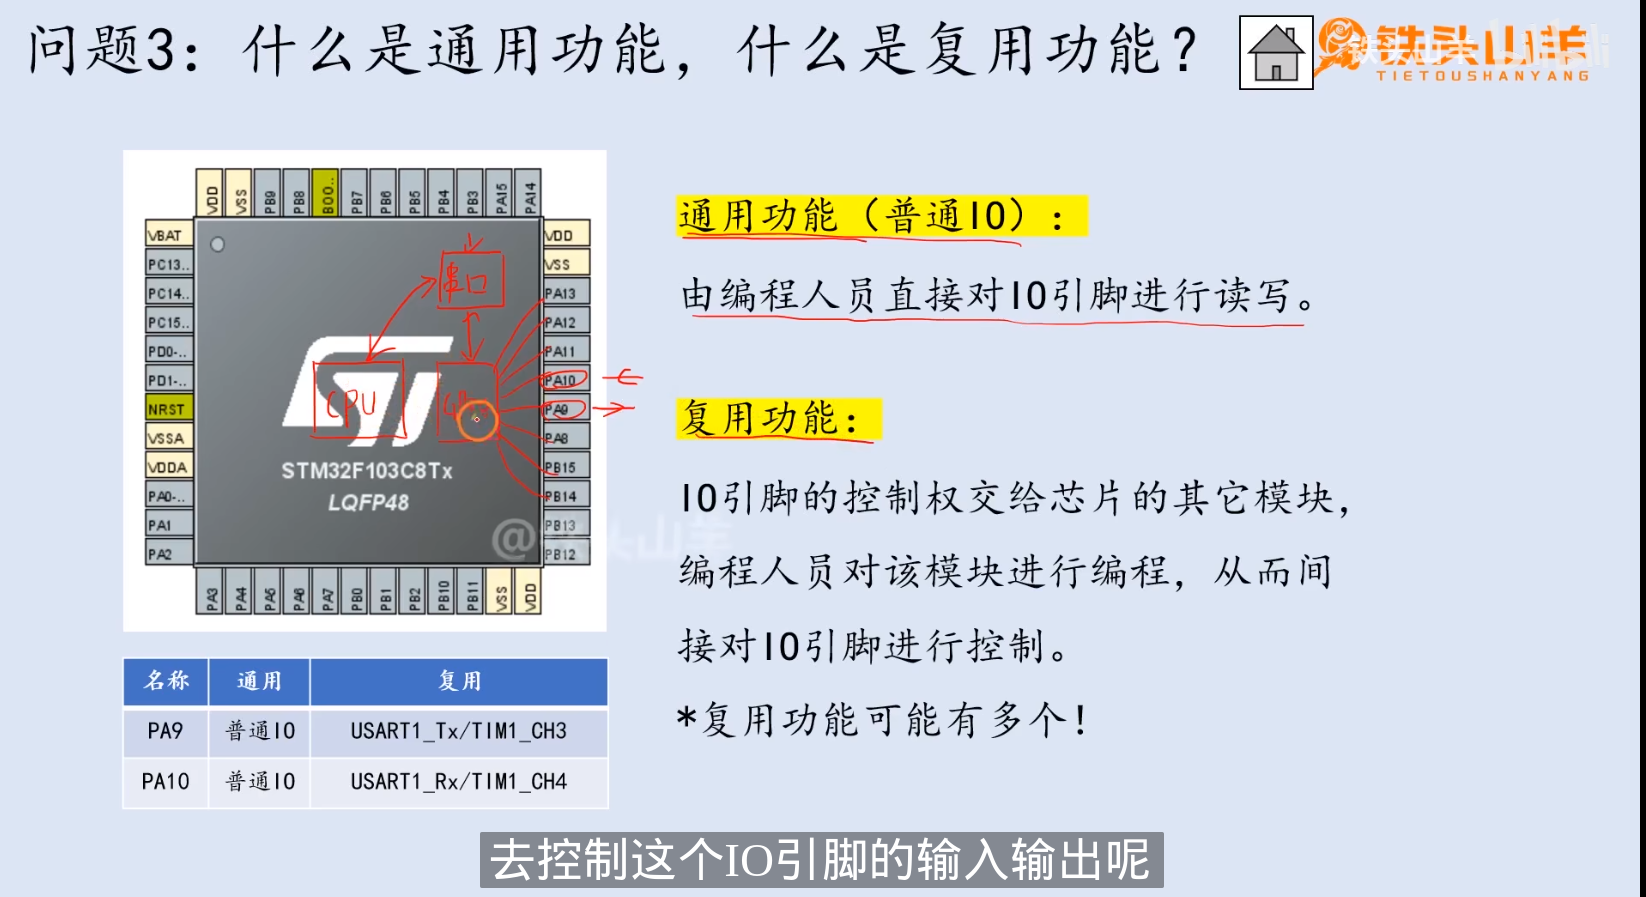 问题3：什么是通用功能，什么是复用功能？
铁头山羊
TIETOUSHANYANG
VDD VSS PB9 PB8 BOO.. PB7 PB6 PB5 PB4 PB3 PA15 PA14
VBAT
PC13..
PC14..
PC15..
PD0-..
PD1-..
NRST
VSSA
VDDA
PA0-..
PA1
PA2
VDD
VSS
PA13
PA12
PA11
PA10
PA9
PA8
PB15
PB14
PB13
PB12
串口
CPU
STM32F103C8Tx
LQFP48
PA3 PA4 PA5 PA6 PA7 PB0 PB1 PB2 PB10 PB11 VSS VDD
@铁头山羊
通用功能（普通IO）：
由编程人员直接对IO引脚进行读写。
复用功能：
IO引脚的控制权交给芯片的其它模块，
编程人员对该模块进行编程，从而间
接对IO引脚进行控制。
*复用功能可能有多个！
名称 通用 复用
PA9 普通IO USART1_Tx/TIM1_CH3
PA10 普通IO USART1_Rx/TIM1_CH4
去控制这个IO引脚的输入输出呢